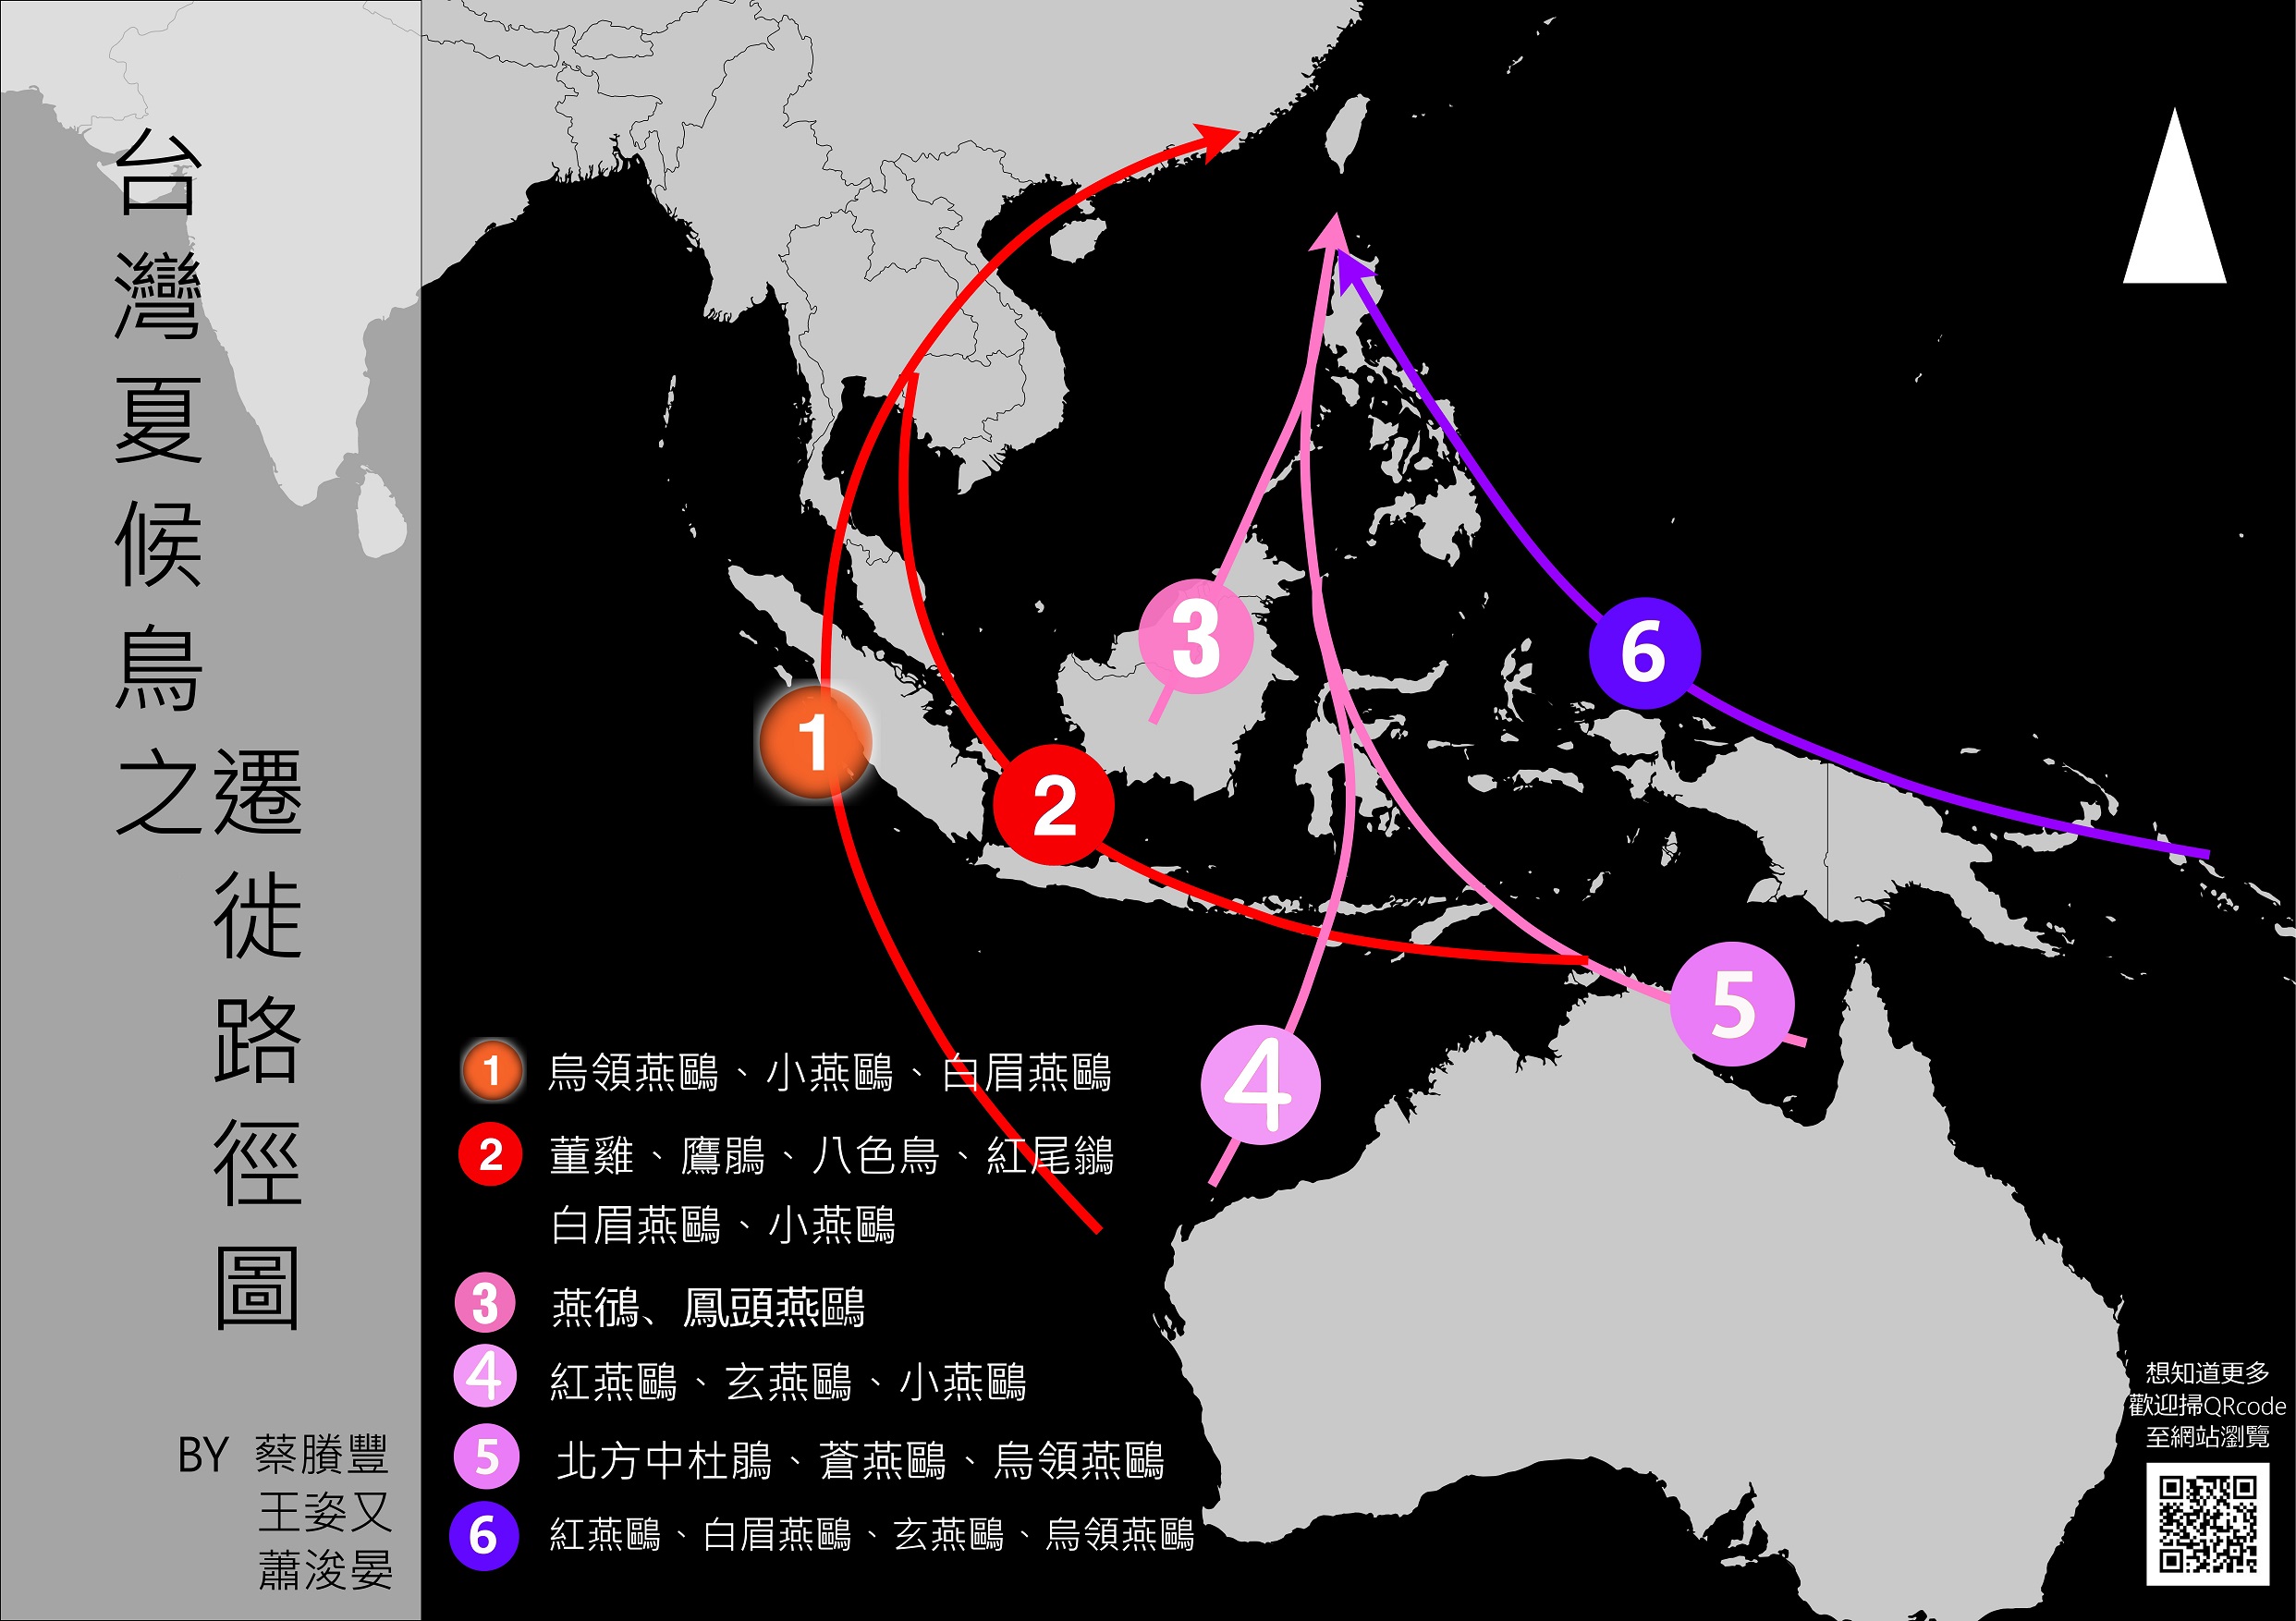 台灣夏候鳥之
遷徙路徑圖
BY 蔡賸豐
王姿又
蕭浚晏
1
2
3
4
5
6
1 烏領燕鷗、小燕鷗、白眉燕鷗
2 董雞、鷹鵑、八色鳥、紅尾鶲
白眉燕鷗、小燕鷗
3 燕鴴、鳳頭燕鷗
4 紅燕鷗、玄燕鷗、小燕鷗
5 北方中杜鵑、蒼燕鷗、烏領燕鷗
6 紅燕鷗、白眉燕鷗、玄燕鷗、烏領燕鷗
想知道更多
歡迎掃QRcode
至網站瀏覽